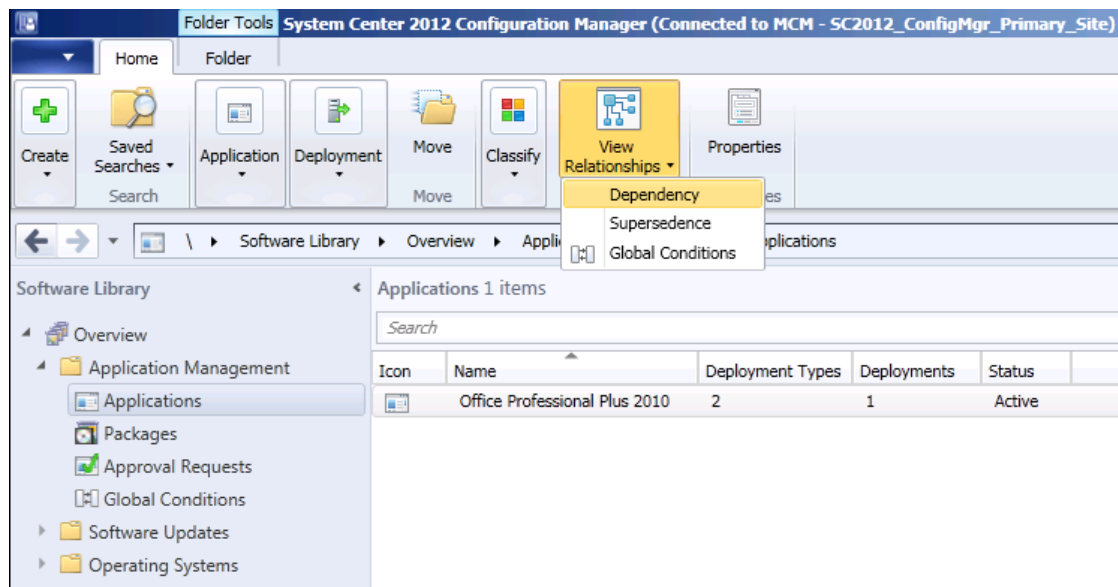 Folder Tools System Center 2012 Configuration Manager (Connected to MCM - SC2012_ConfigMgr_Primary_Site)
Home Folder
Create
Saved Searches
Application
Deployment
Move
Classify
View Relationships
Properties
Search
Move
es
Dependency
Supersedence
Global Conditions
\ Software Library Overview Appli plications
Software Library
Overview
Application Management
Applications
Packages
Approval Requests
Global Conditions
Software Updates
Operating Systems
Applications 1 items
Search
Icon Name Deployment Types Deployments Status
Office Professional Plus 2010 2 1 Active